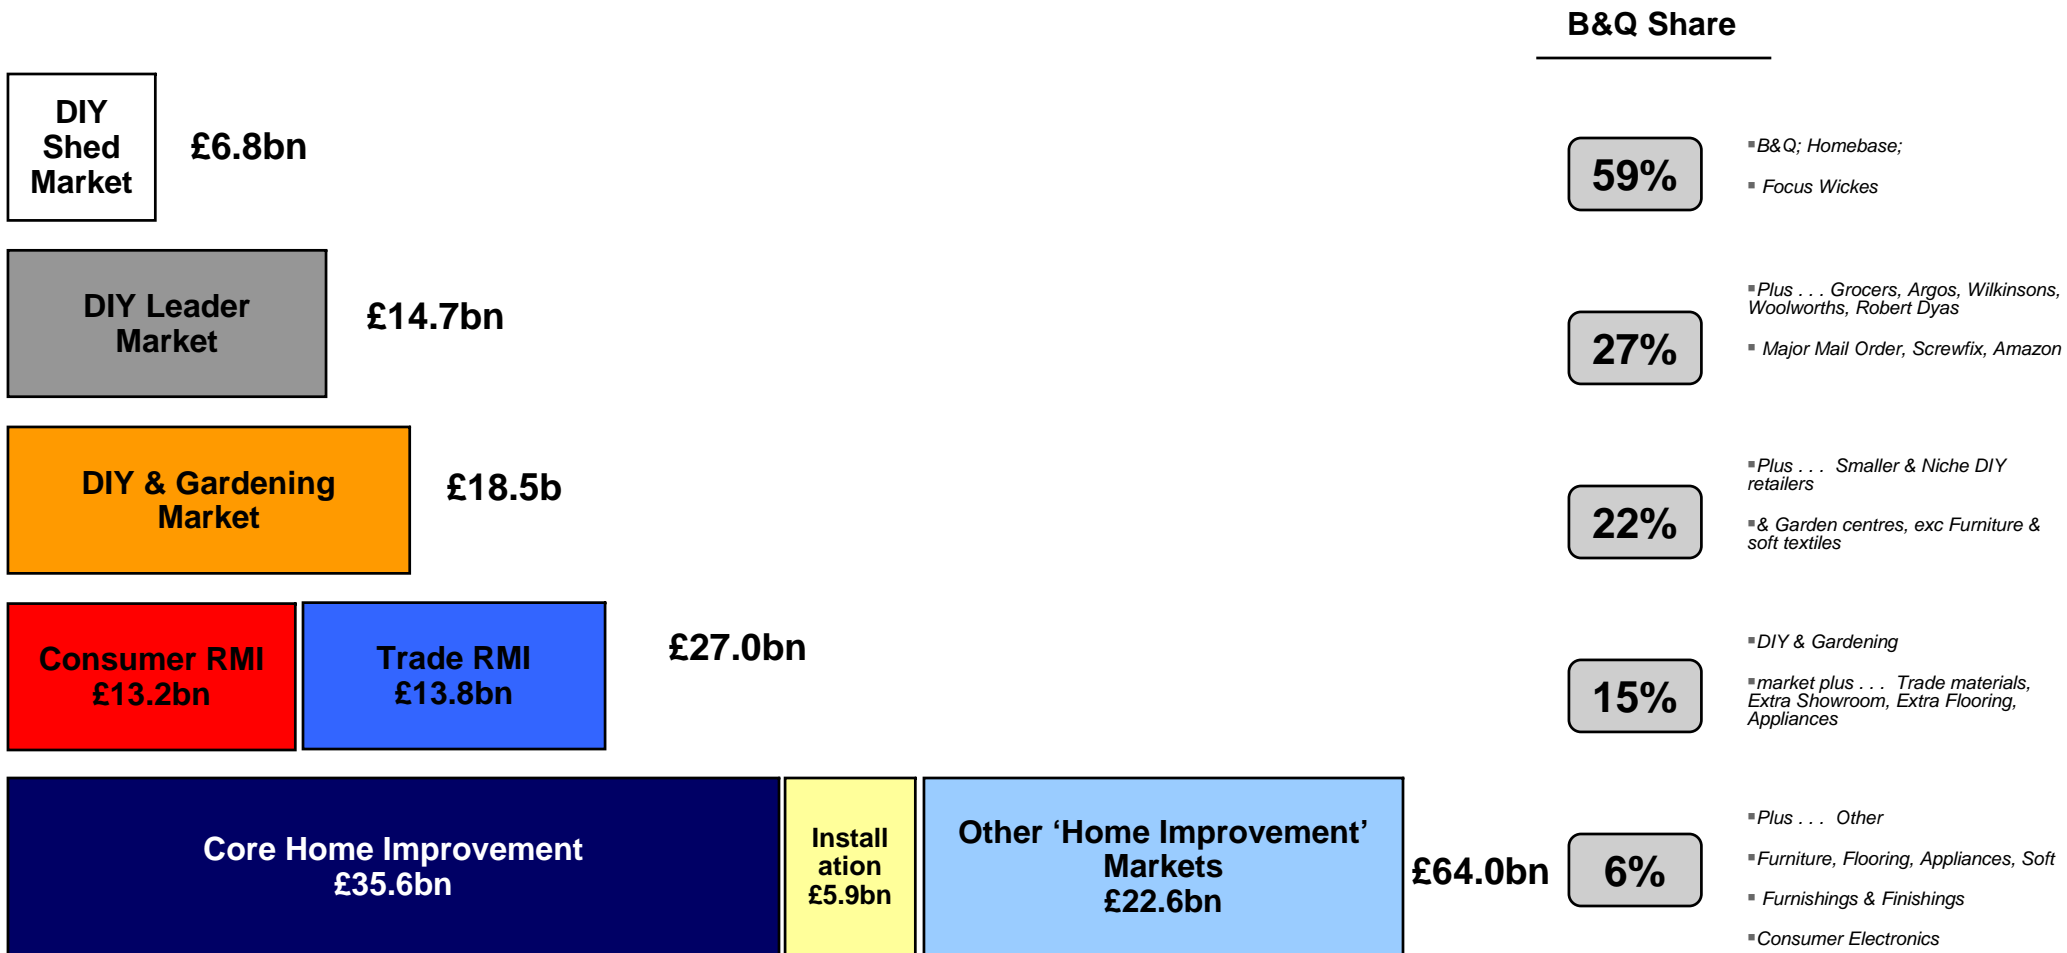 B&Q Share
DIY
Shed
Market
£6.8bn
59%
▪B&Q; Homebase;
▪ Focus Wickes
DIY Leader
Market
£14.7bn
27%
▪Plus . . . Grocers, Argos, Wilkinsons,
Woolworths, Robert Dyas
▪ Major Mail Order, Screwfix, Amazon
DIY & Gardening
Market
£18.5b
22%
▪Plus . . . Smaller & Niche DIY
retailers
▪& Garden centres, exc Furniture &
soft textiles
Consumer RMI
£13.2bn
Trade RMI
£13.8bn
£27.0bn
15%
▪DIY & Gardening
▪market plus . . . Trade materials,
Extra Showroom, Extra Flooring,
Appliances
Core Home Improvement
£35.6bn
Install
ation
£5.9bn
Other ‘Home Improvement’
Markets
£22.6bn
£64.0bn
6%
▪Plus . . . Other
▪Furniture, Flooring, Appliances, Soft
▪ Furnishings & Finishings
▪Consumer Electronics